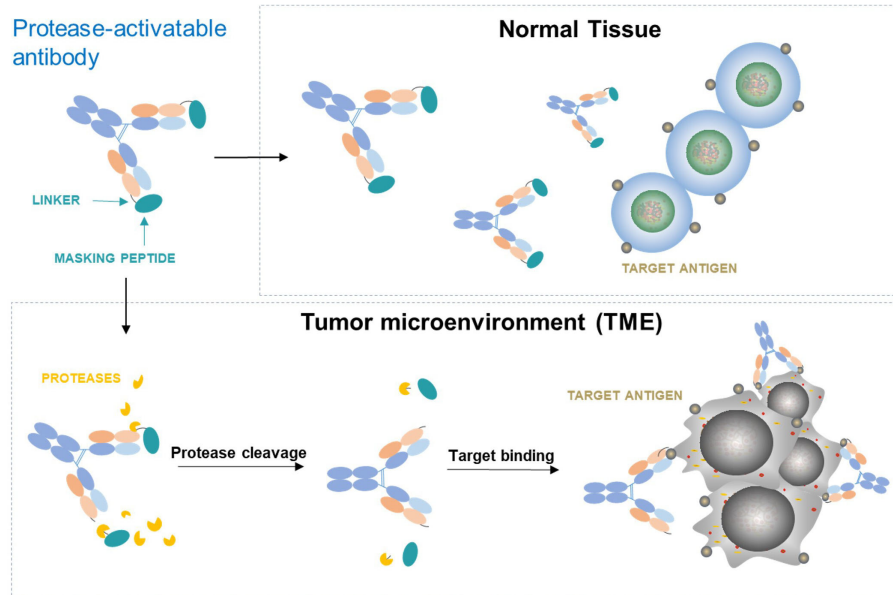 Protease-activatable
antibody
Normal Tissue
LINKER
MASKING PEPTIDE
TARGET ANTIGEN
Tumor microenvironment (TME)
PROTEASES
TARGET ANTIGEN
Protease cleavage
Target binding